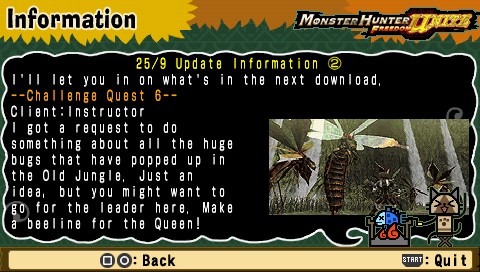 Information
MONSTER HUNTER
FREEDOM UNITE
25/9 Update Information ②
I'll let you in on what's in the next download.
--Challenge Quest 6--
Client:Instructor
I got a request to do
something about all the huge
bugs that have popped up in
the Old Jungle. Just an
idea, but you might want to
go for the leader here. Make
a beeline for the Queen!
: Back
START: Quit